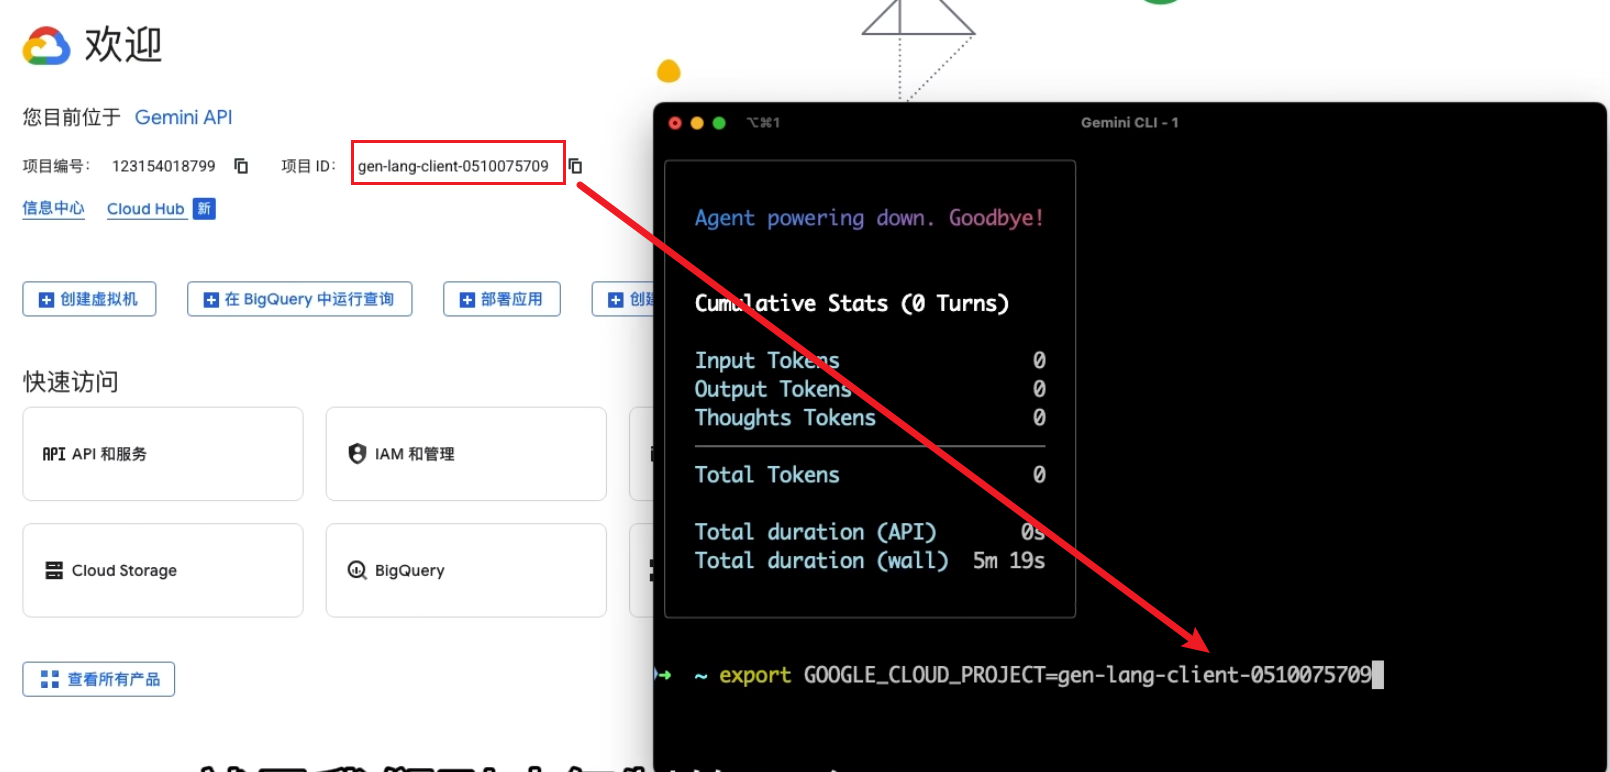 欢迎
您目前位于 Gemini API
项目编号： 123154018799 项目 ID： gen-lang-client-0510075709
信息中心 Cloud Hub 新
创建虚拟机 在 BigQuery 中运行查询 部署应用 创建
快速访问
API API 和服务
IAM 和管理
Cloud Storage
BigQuery
查看所有产品
⌥⌘1 Gemini CLI - 1
Agent powering down. Goodbye!
Cumulative Stats (0 Turns)
Input Tokens 0
Output Tokens 0
Thoughts Tokens 0
Total Tokens 0
Total duration (API) 0s
Total duration (wall) 5m 19s
➜ ~ export GOOGLE_CLOUD_PROJECT=gen-lang-client-0510075709